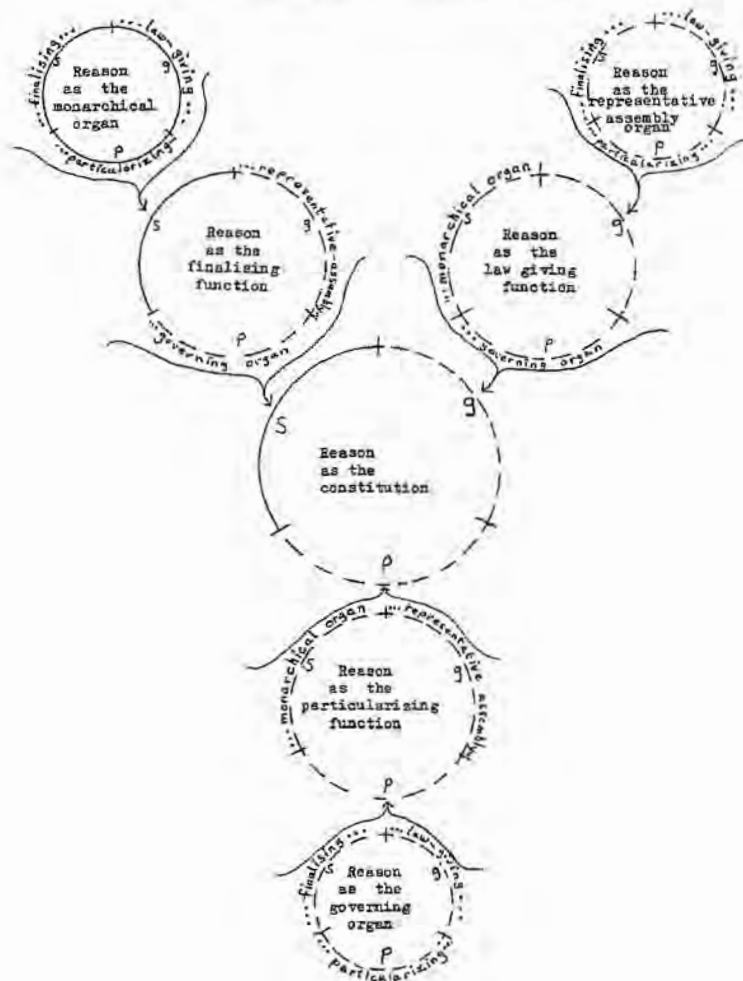 ...finalising...
...law-giving...
s
g
Reason
as the
monarchical
organ
p
...particularizing...
...finalising...
...law-giving...
s
g
Reason
as the
representative
assembly
organ
p
...particularizing...
...representative
assembly
s
g
Reason
as the
finalising
function
p
...governing organ
...monarchical organ
s
g
Reason
as the
law giving
function
p
...governing organ
s
g
Reason
as the
constitution
p
...monarchical organ
...representative assembly
s
g
Reason
as the
particularizing
function
p
...finalising...
...law-giving...
s
g
Reason
as the
governing
organ
p
...particularizing...